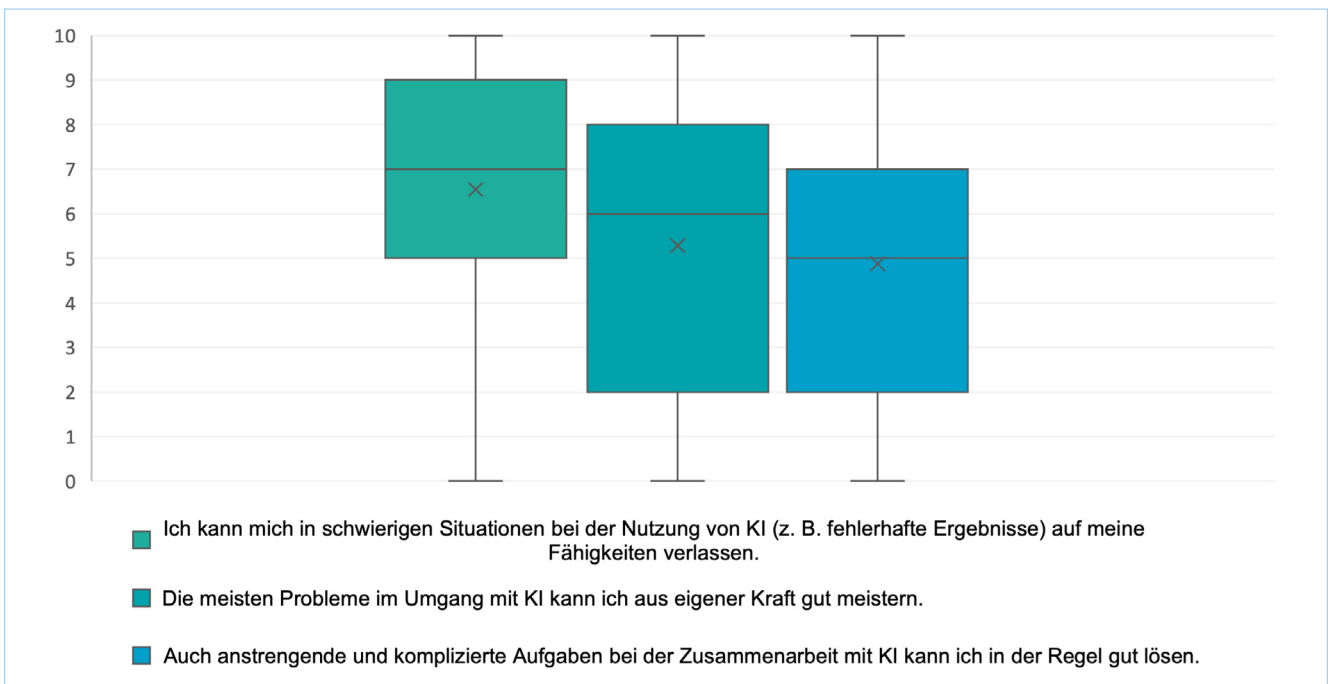 10
9
8
7
6
5
4
3
2
1
0
Ich kann mich in schwierigen Situationen bei der Nutzung von KI (z. B. fehlerhafte Ergebnisse) auf meine
Fähigkeiten verlassen.
Die meisten Probleme im Umgang mit KI kann ich aus eigener Kraft gut meistern.
Auch anstrengende und komplizierte Aufgaben bei der Zusammenarbeit mit KI kann ich in der Regel gut lösen.